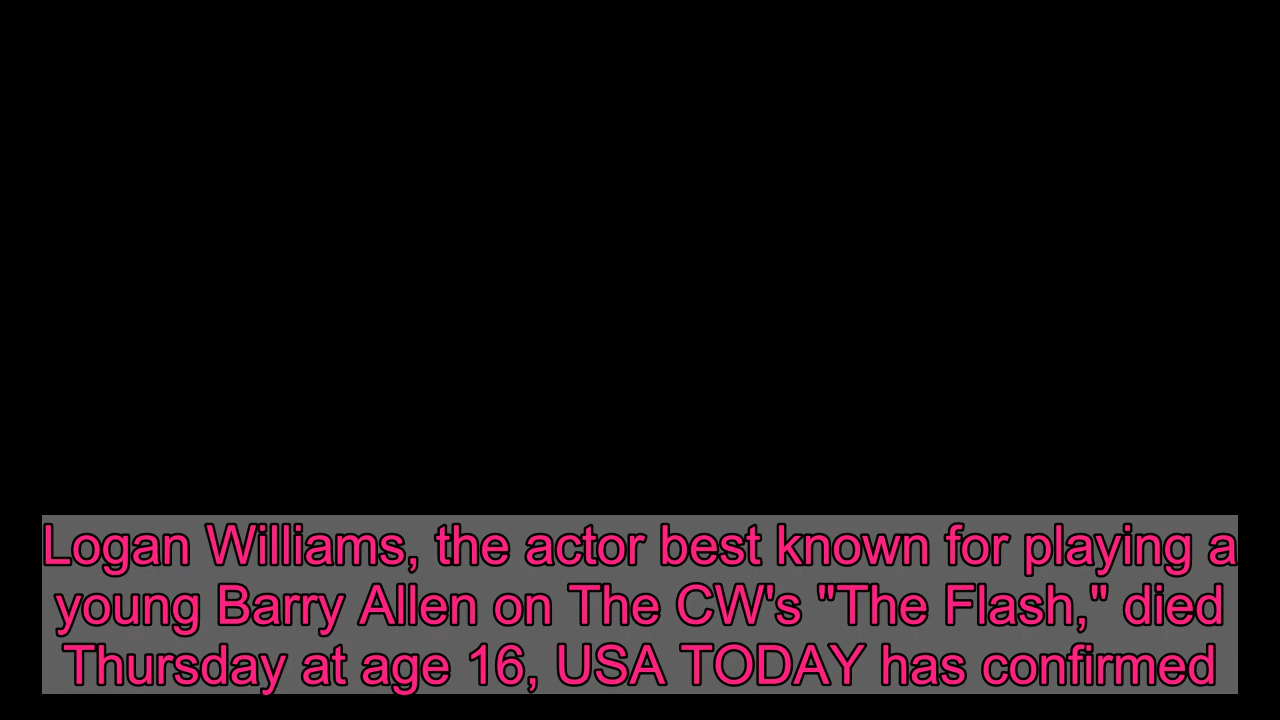 Logan Williams, the actor best known for playing a
young Barry Allen on The CW's "The Flash," died
Thursday at age 16, USA TODAY has confirmed